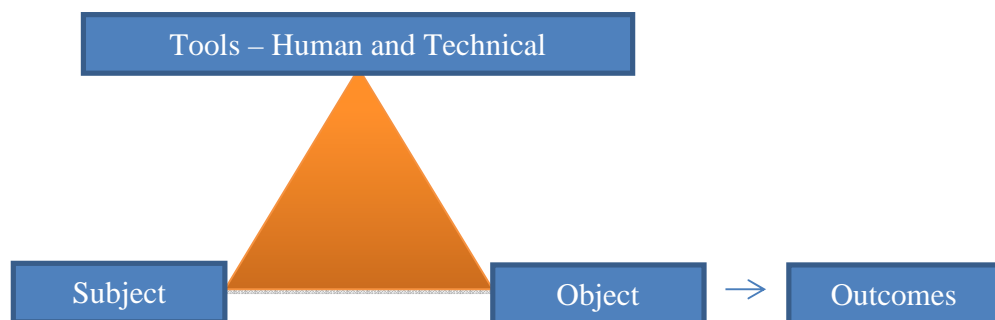 Tools – Human and Technical
Subject
Object
Outcomes